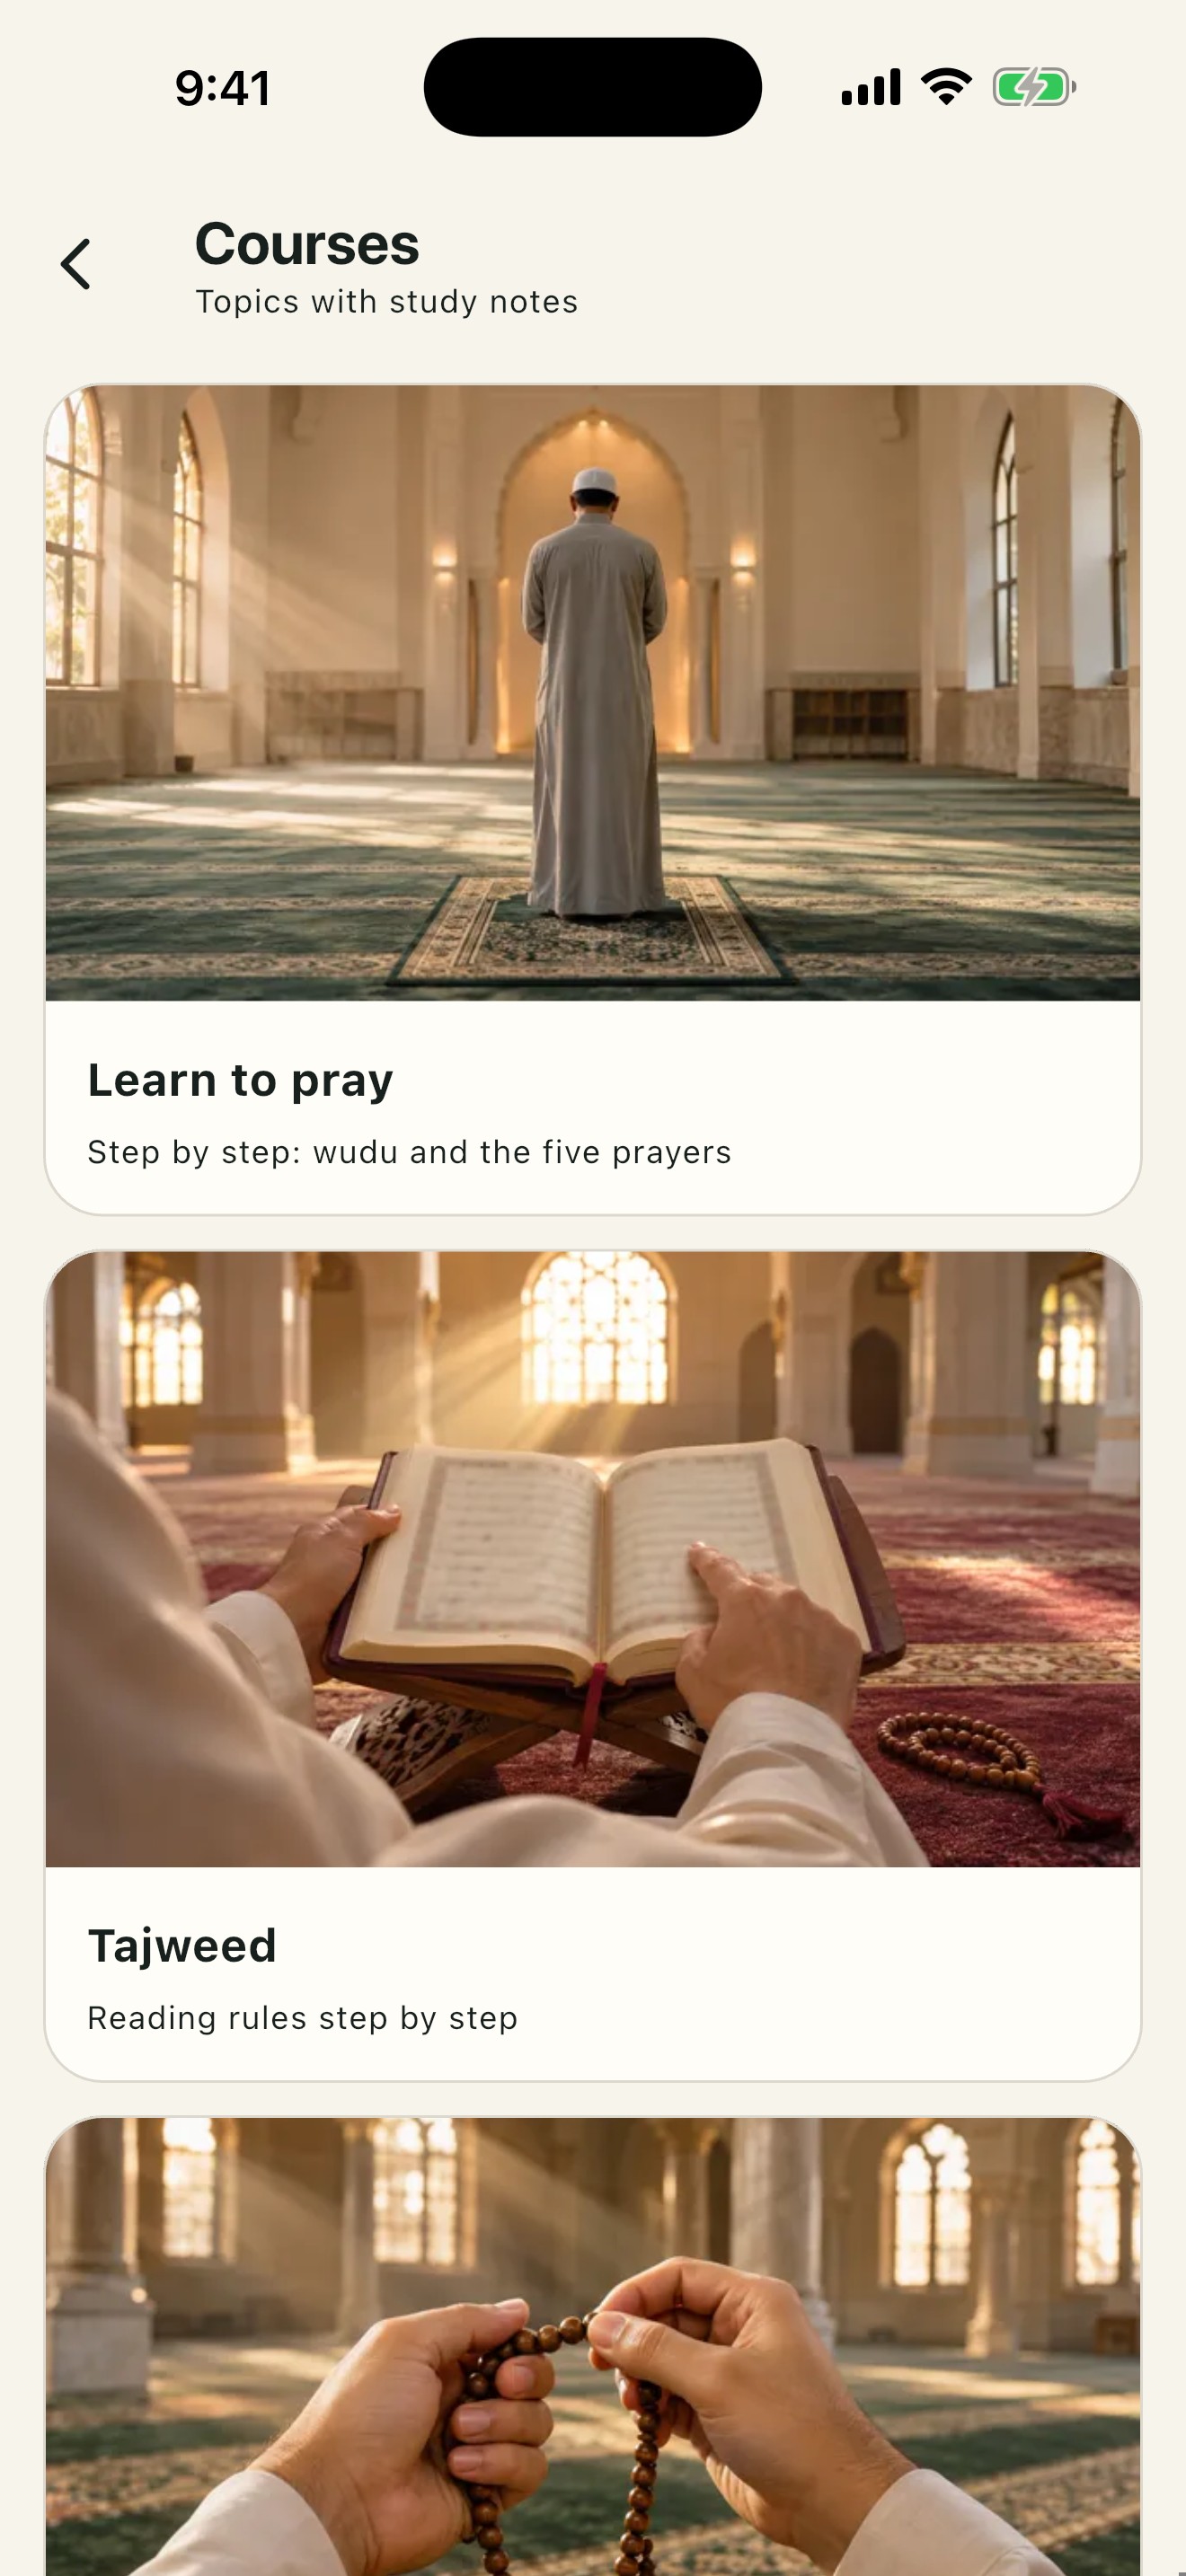 9:41
Courses
Topics with study notes
Learn to pray
Step by step: wudu and the five prayers
Tajweed
Reading rules step by step